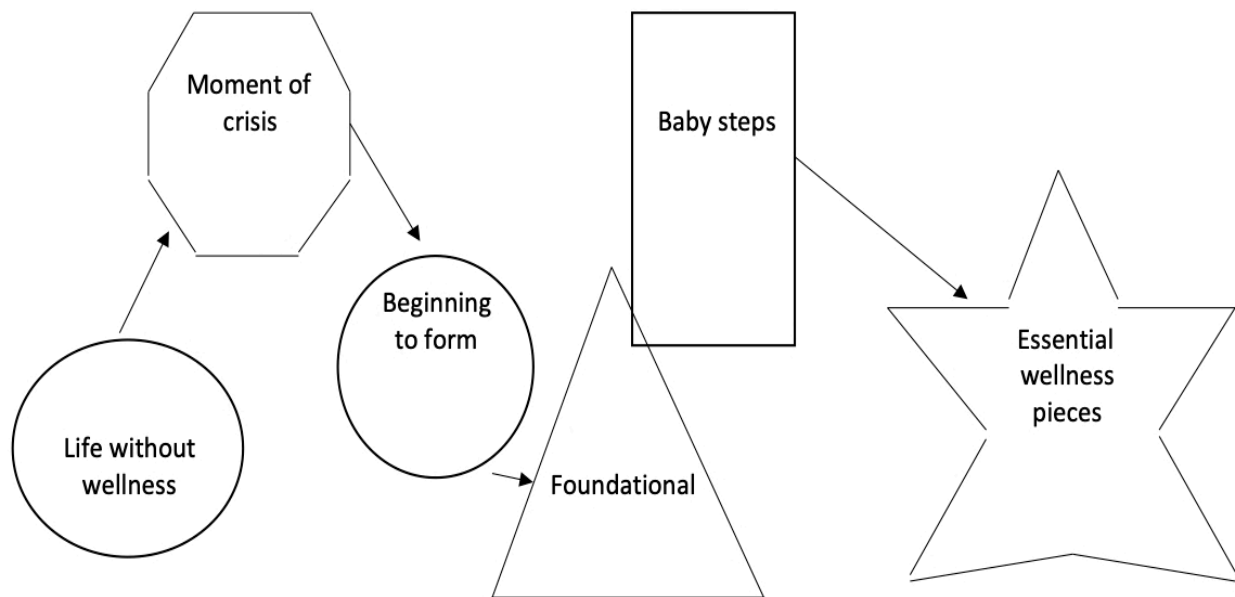 Moment of
crisis
Baby steps
Beginning
to form
Essential
wellness
pieces
Life without
wellness
Foundational